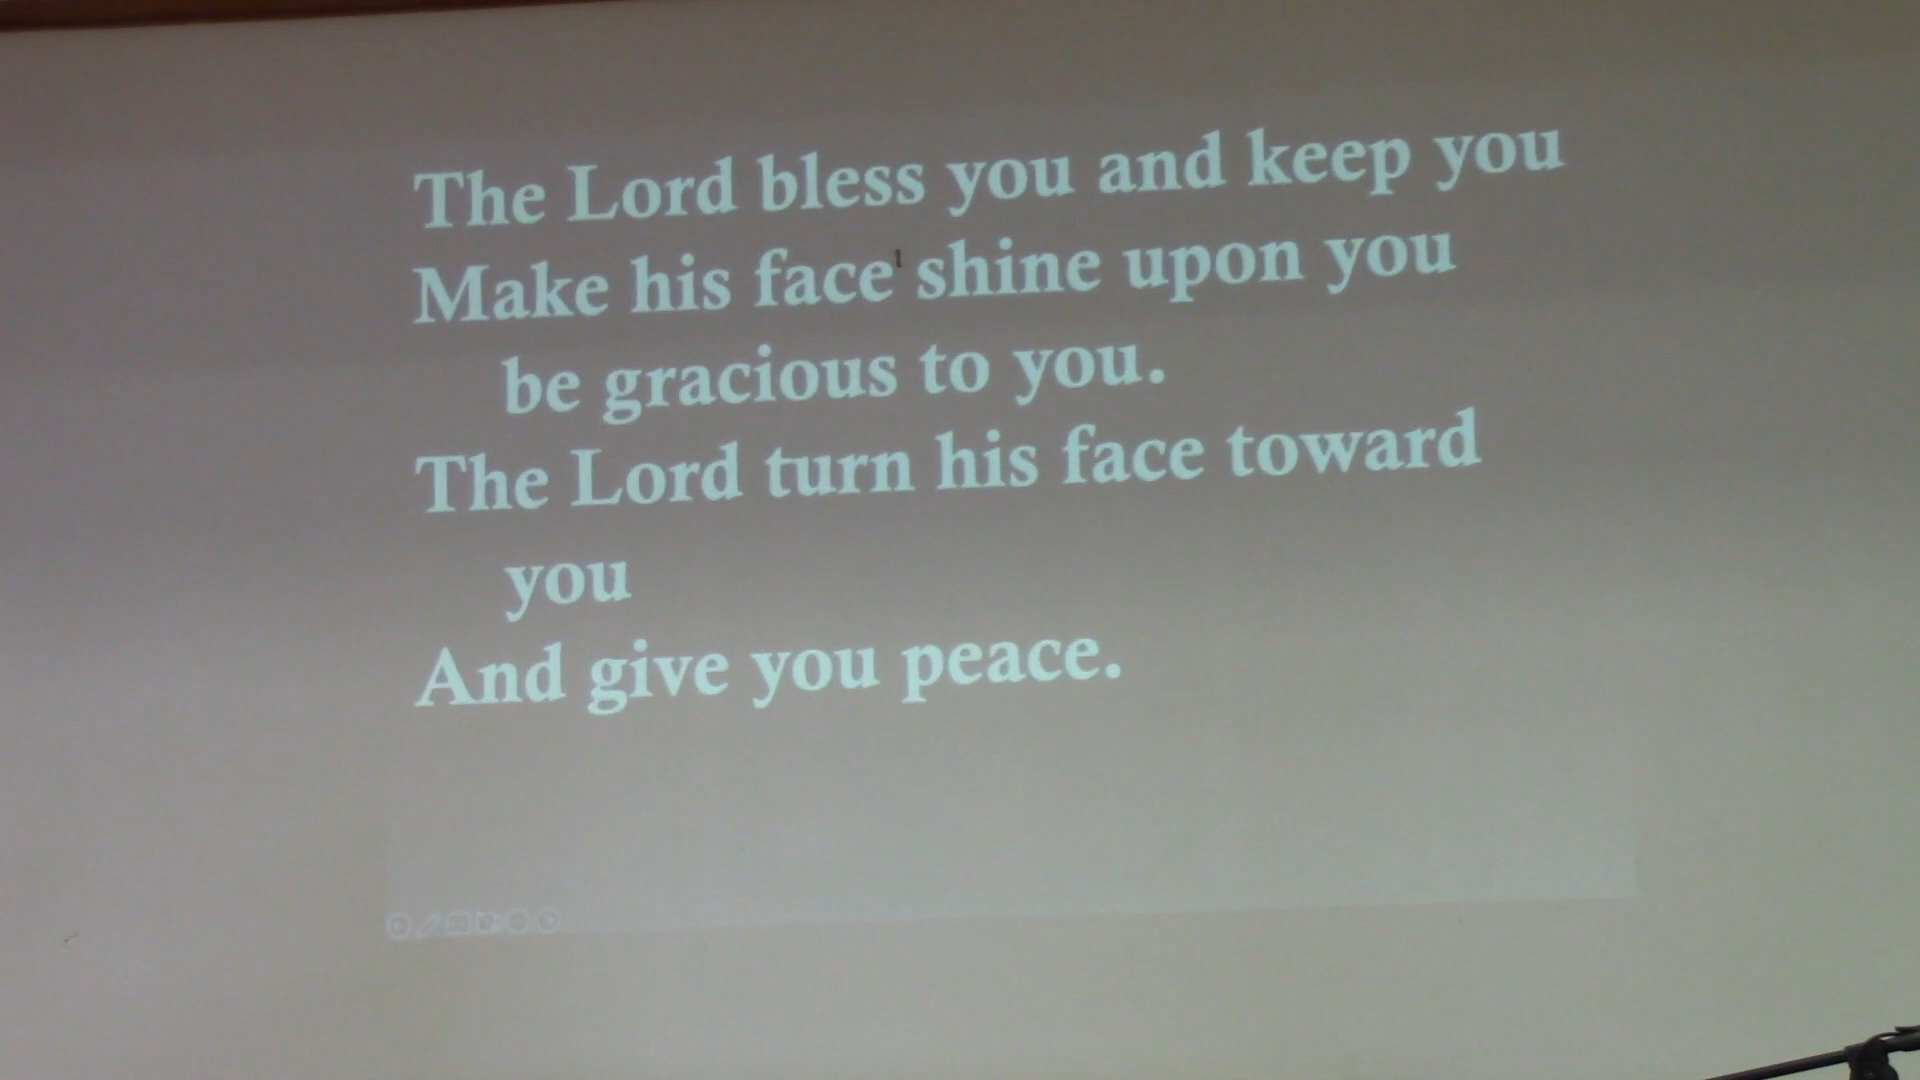 The Lord bless you and keep you
Make his face shine upon you
be gracious to you.
The Lord turn his face toward
you
And give you peace.